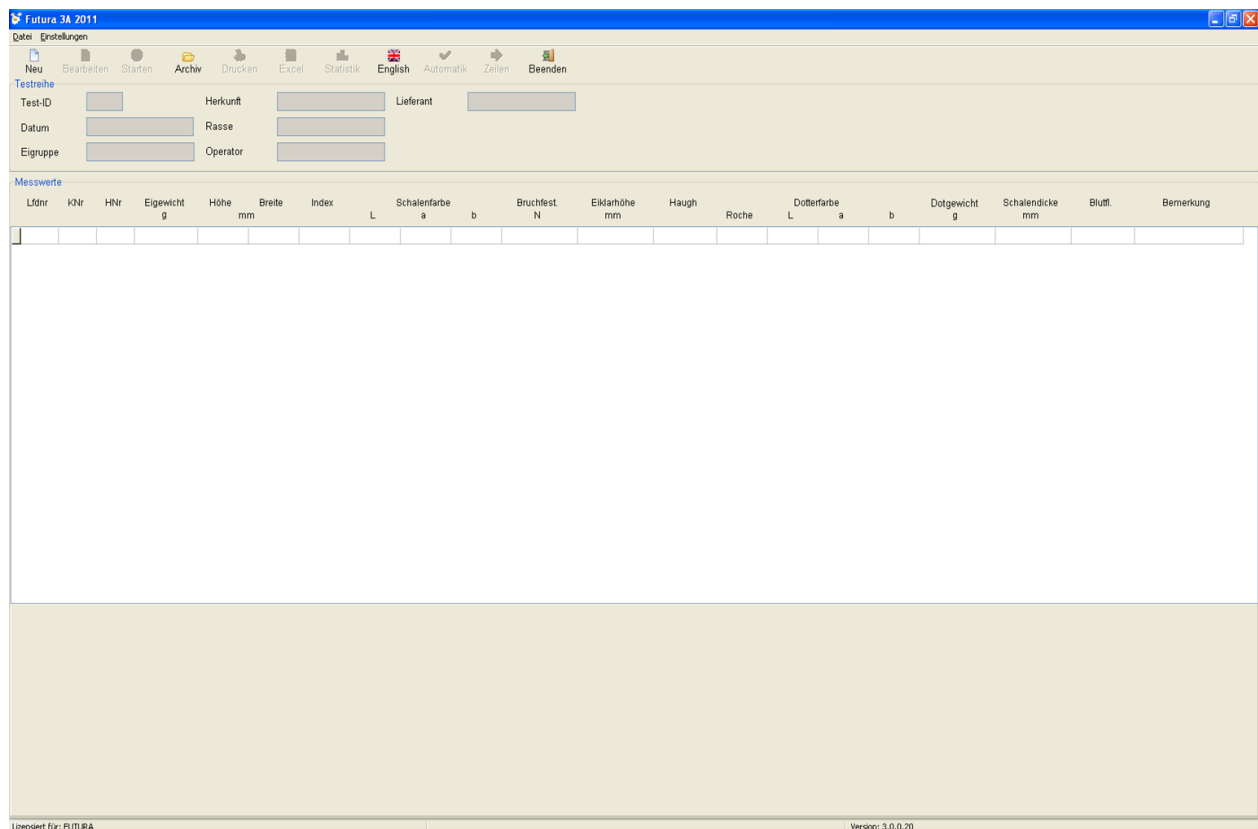 Futura 3A 2011
Datei Einstellungen
Neu Bearbeiten Starten Archiv Drucken Excel Statistik English Automatik Zeilen Beenden
Testreihe
Test-ID Herkunft Lieferant
Datum Rasse
Eigruppe Operator
Messwerte
Lfdnr KNr HNr Eigewicht Höhe Breite Index Schalenfarbe Bruchfest. Eiklarhöhe Haugh Dotterfarbe Dotgewicht Schalendicke Blutfl. Bemerkung
g mm L a b N mm Roche L a b g mm
Lizensiert für: FUTURA Version: 3.0.0.20